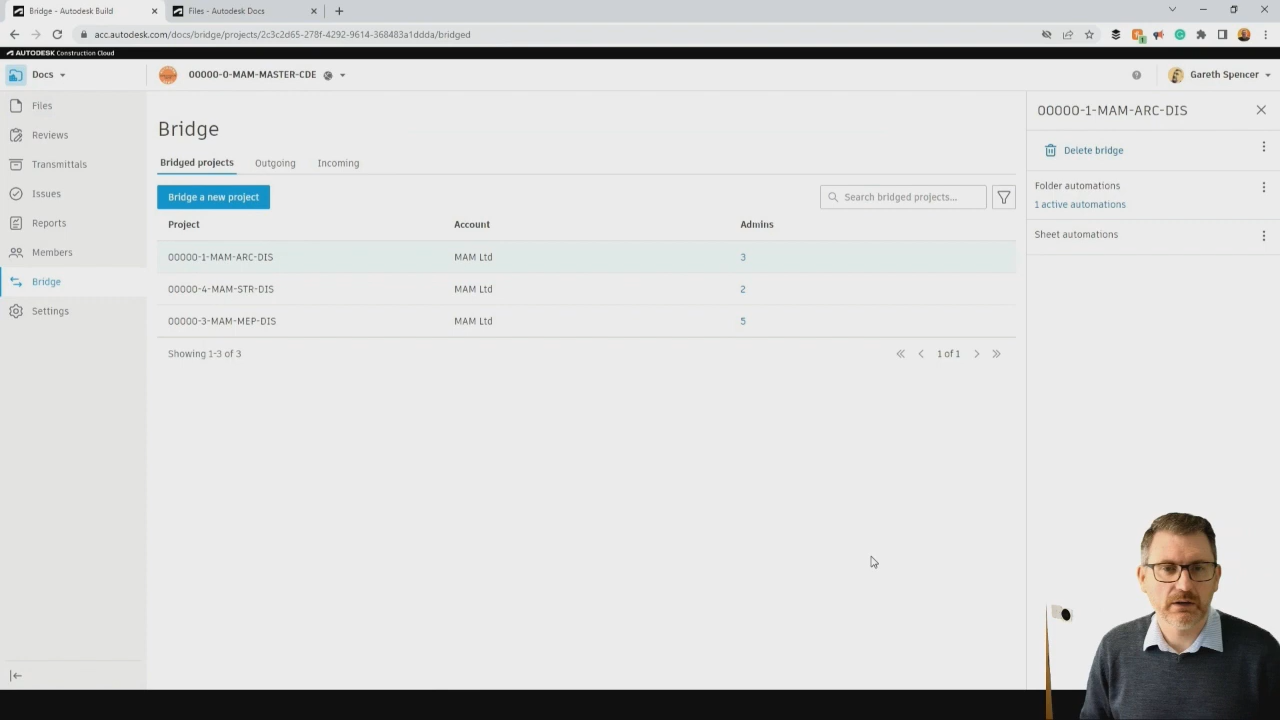 Bridge - Autodesk Build
Files - Autodesk Docs
acc.autodesk.com/docs/bridge/projects/2c3c2d65-278f-4292-9614-368483a1ddda/bridged
AUTODESK Construction Cloud
Docs
00000-0-MAM-MASTER-CDE
Gareth Spencer
Files
Reviews
Transmittals
Issues
Reports
Members
Bridge
Settings
Bridge
Bridged projects
Outgoing
Incoming
Bridge a new project
Search bridged projects...
Project
Account
Admins
00000-1-MAM-ARC-DIS
MAM Ltd
3
00000-4-MAM-STR-DIS
MAM Ltd
2
00000-3-MAM-MEP-DIS
MAM Ltd
5
Showing 1-3 of 3
1 of 1
00000-1-MAM-ARC-DIS
Delete bridge
Folder automations
1 active automations
Sheet automations